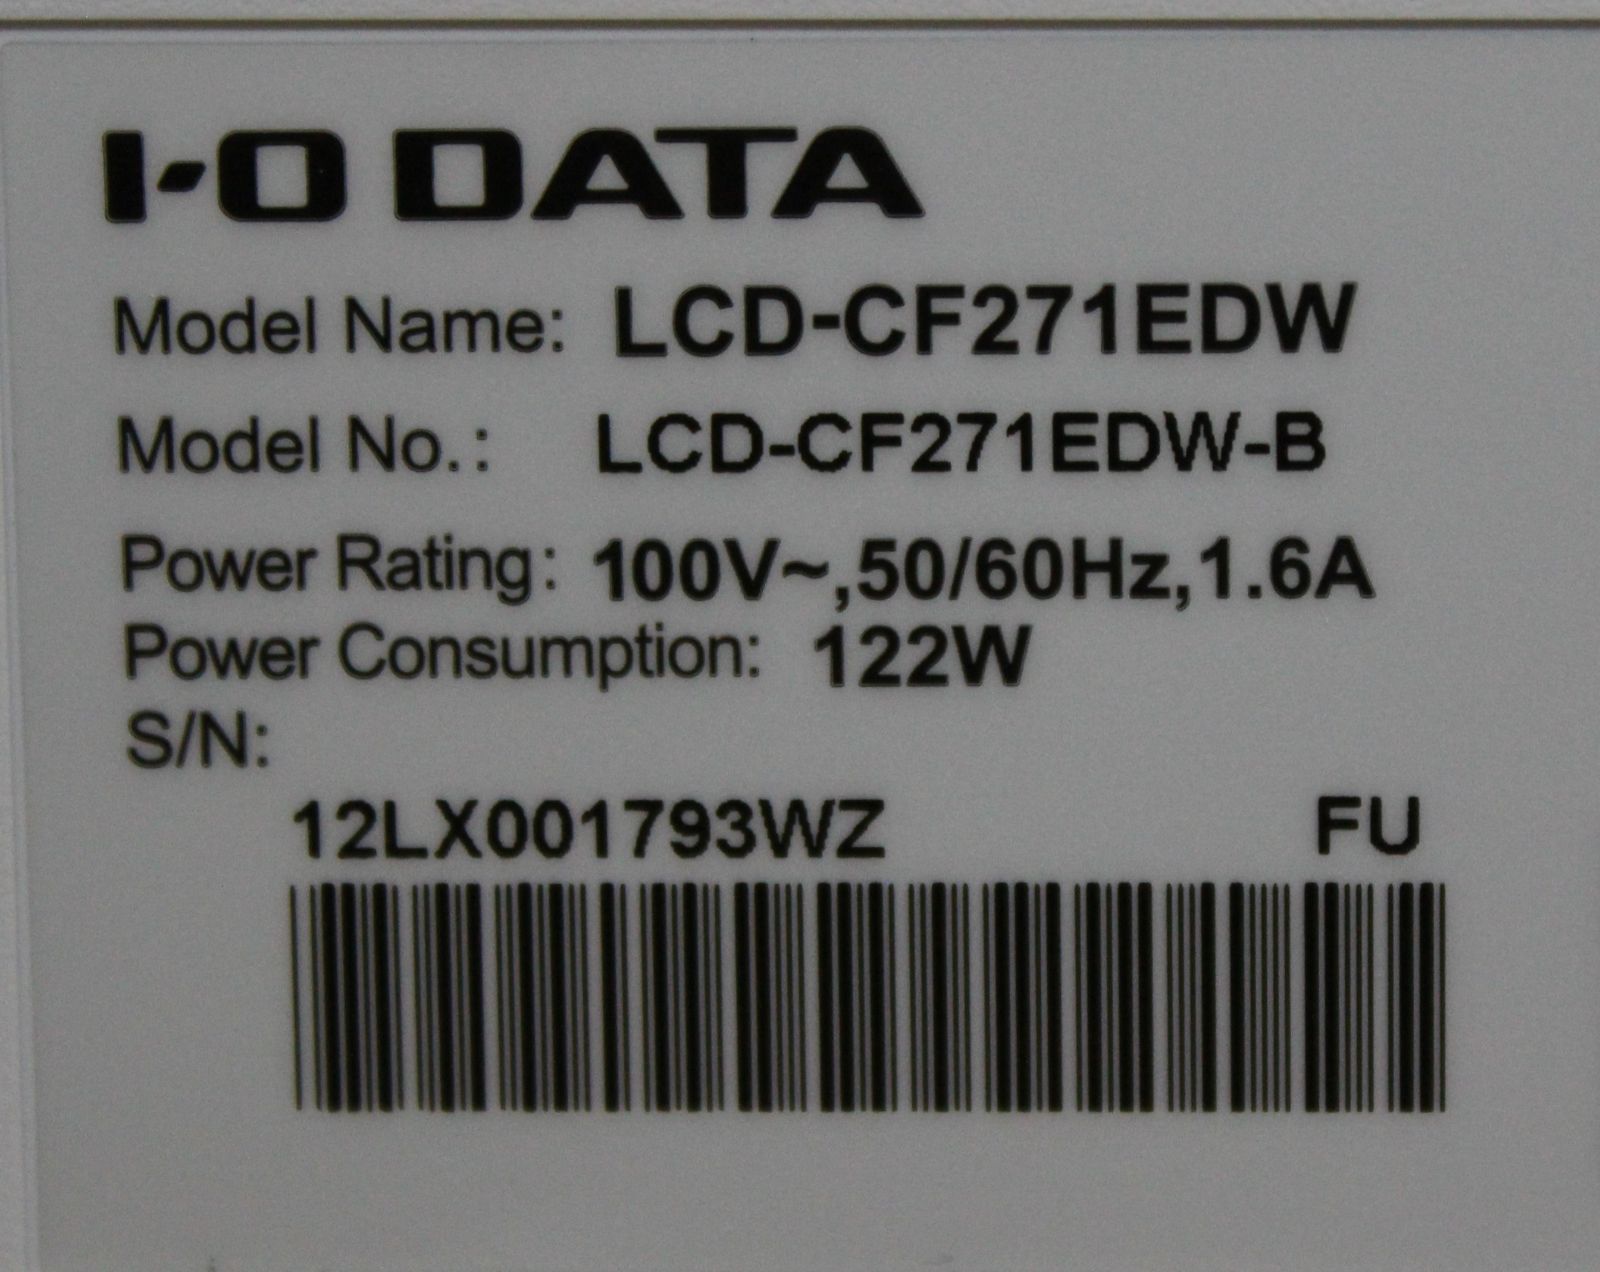 I-O DATA
Model Name: LCD-CF271EDW
Model No.: LCD-CF271EDW-B
Power Rating: 100V~,50/60Hz,1.6A
Power Consumption: 122W
S/N:
12LX001793WZ FU